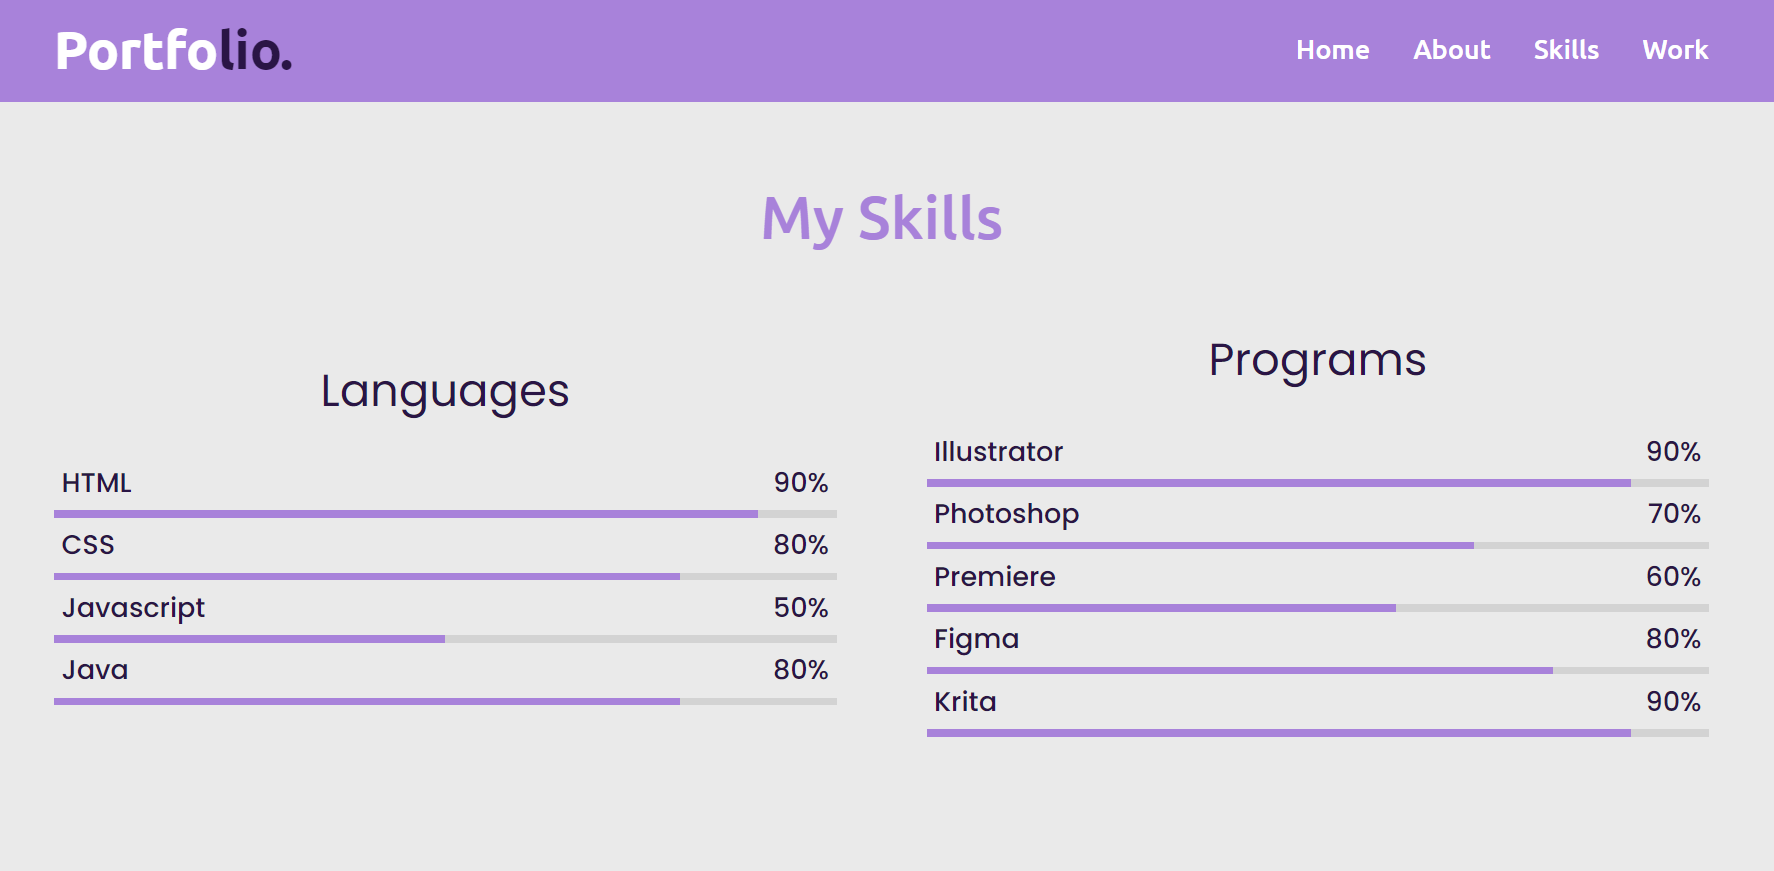 Portfolio.
Home About Skills Work
My Skills
Languages
HTML 90%
CSS 80%
Javascript 50%
Java 80%
Programs
Illustrator 90%
Photoshop 70%
Premiere 60%
Figma 80%
Krita 90%